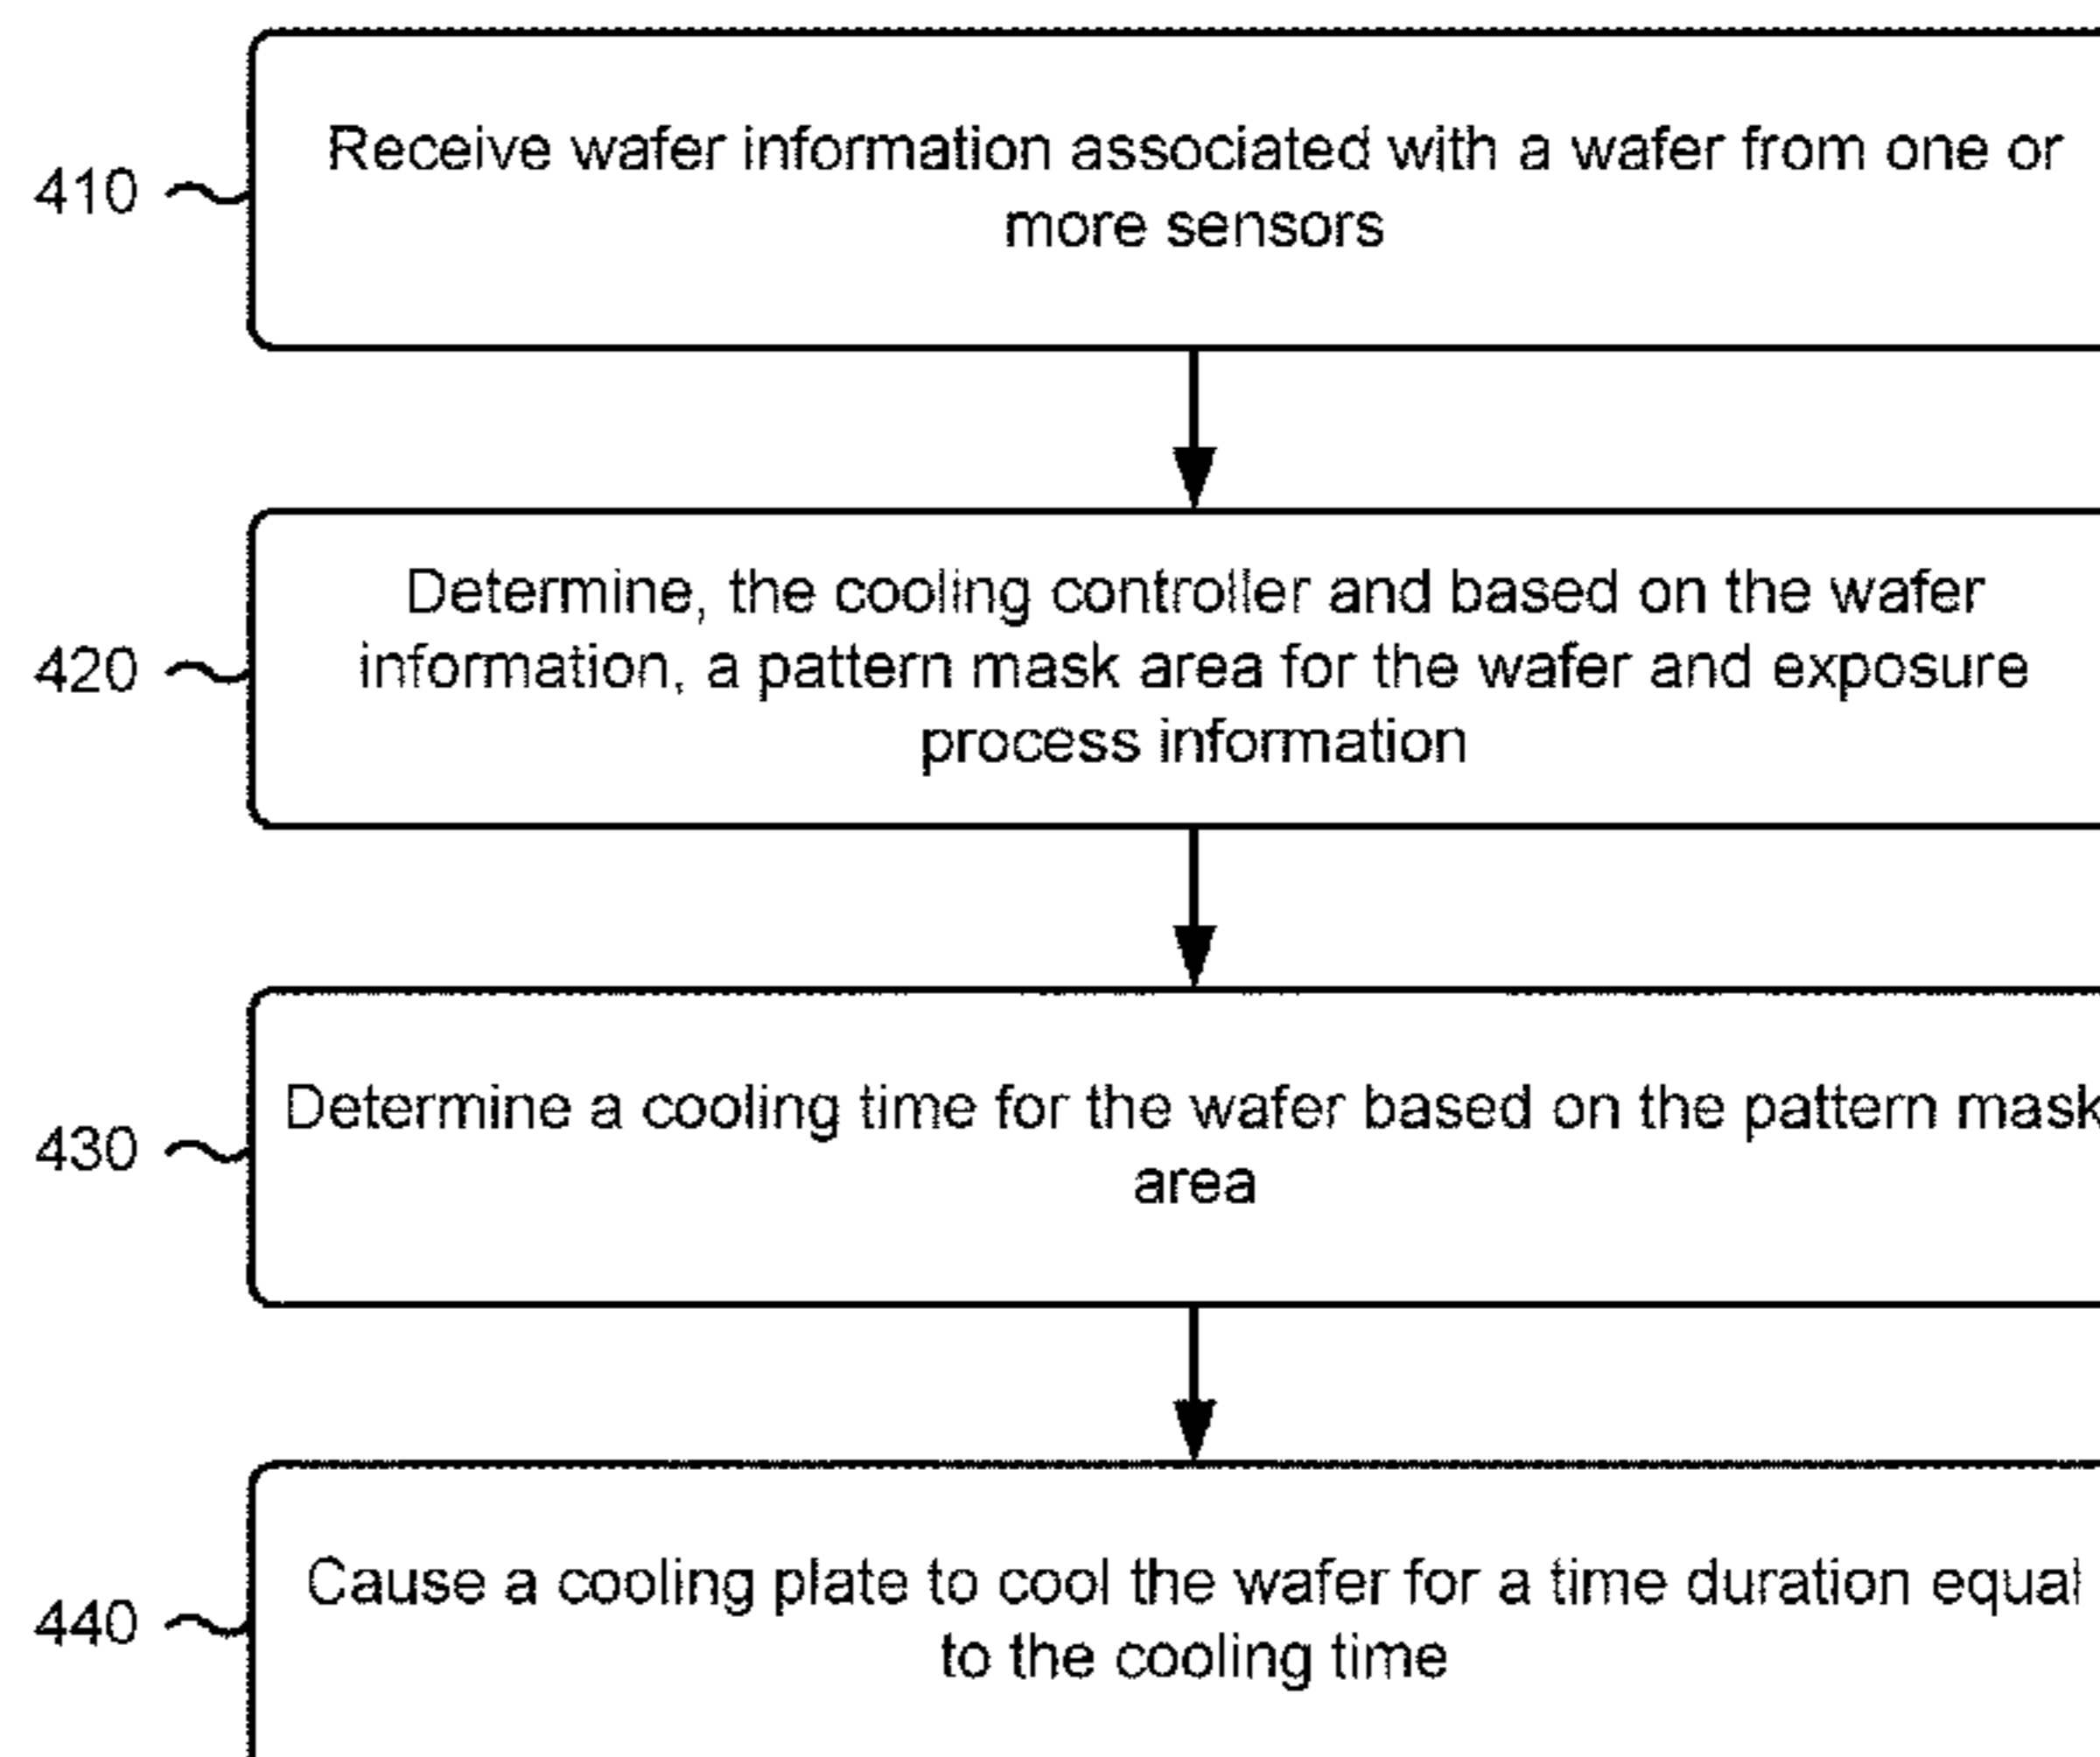 Receive wafer information associated with a wafer from one or
410
more sensors
Determine, the cooling controller and based on the wafer
420
information, a pattern mask area for the wafer and exposure
process information
Determine a cooling time for the wafer based on the pattern mask
430
area
Cause a cooling plate to cool the wafer for a time duration equal
440
to the cooling time